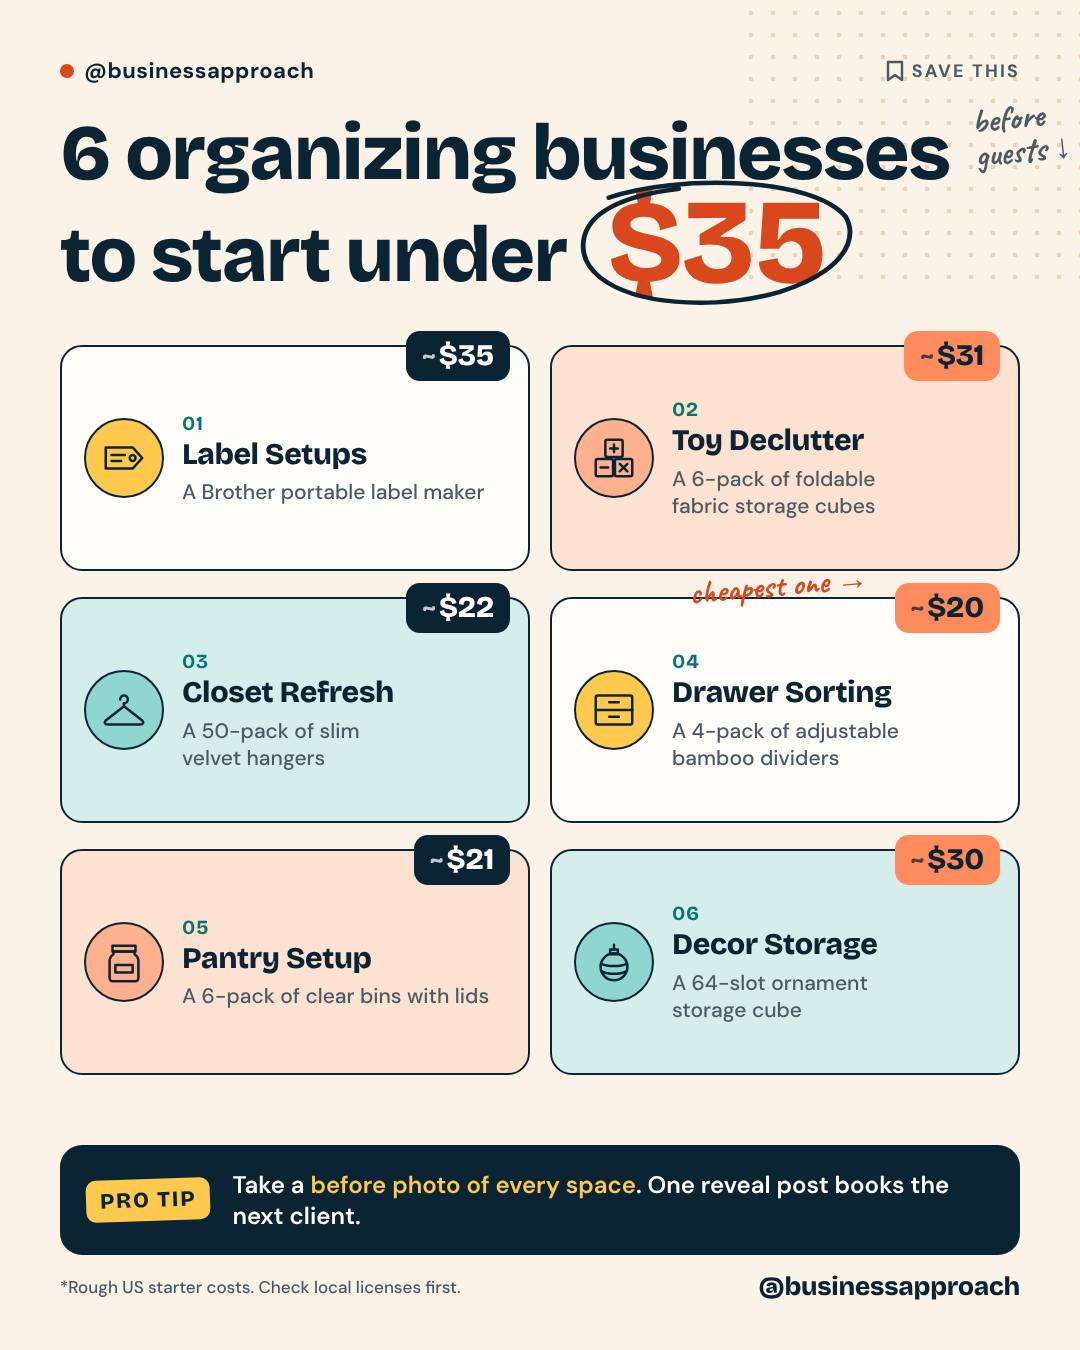 @businessapproach
SAVE THIS
6 organizing businesses
to start under $35
before
guests ↓
~$35
01
Label Setups
A Brother portable label maker
~$31
02
Toy Declutter
A 6-pack of foldable
fabric storage cubes
~$22
03
Closet Refresh
A 50-pack of slim
velvet hangers
cheapest one →
~$20
04
Drawer Sorting
A 4-pack of adjustable
bamboo dividers
~$21
05
Pantry Setup
A 6-pack of clear bins with lids
~$30
06
Decor Storage
A 64-slot ornament
storage cube
PRO TIP
Take a before photo of every space. One reveal post books the
next client.
*Rough US starter costs. Check local licenses first.
@businessapproach